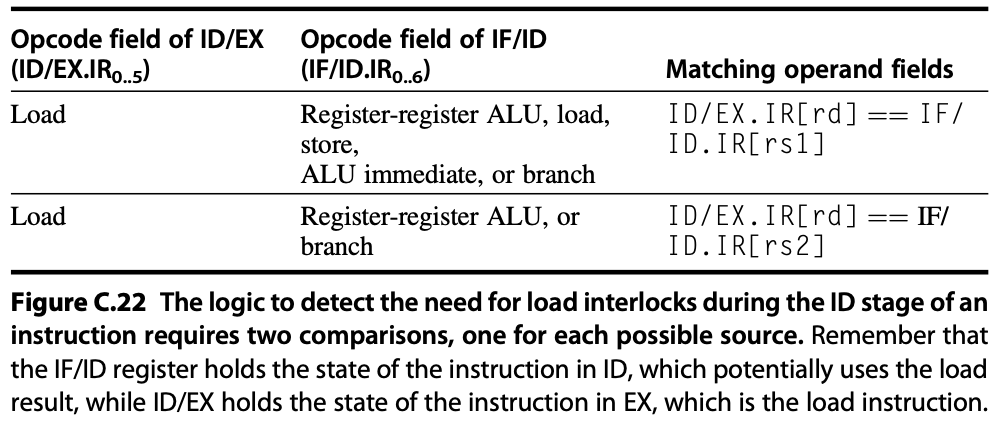 Opcode field of ID/EX
(ID/EX.IR0..5)
Opcode field of IF/ID
(IF/ID.IR0..6)
Matching operand fields
Load
Register-register ALU, load,
store,
ALU immediate, or branch
ID/EX.IR[rd] == IF/
ID.IR[rs1]
Load
Register-register ALU, or
branch
ID/EX.IR[rd] == IF/
ID.IR[rs2]
Figure C.22 The logic to detect the need for load interlocks during the ID stage of an
instruction requires two comparisons, one for each possible source. Remember that
the IF/ID register holds the state of the instruction in ID, which potentially uses the load
result, while ID/EX holds the state of the instruction in EX, which is the load instruction.